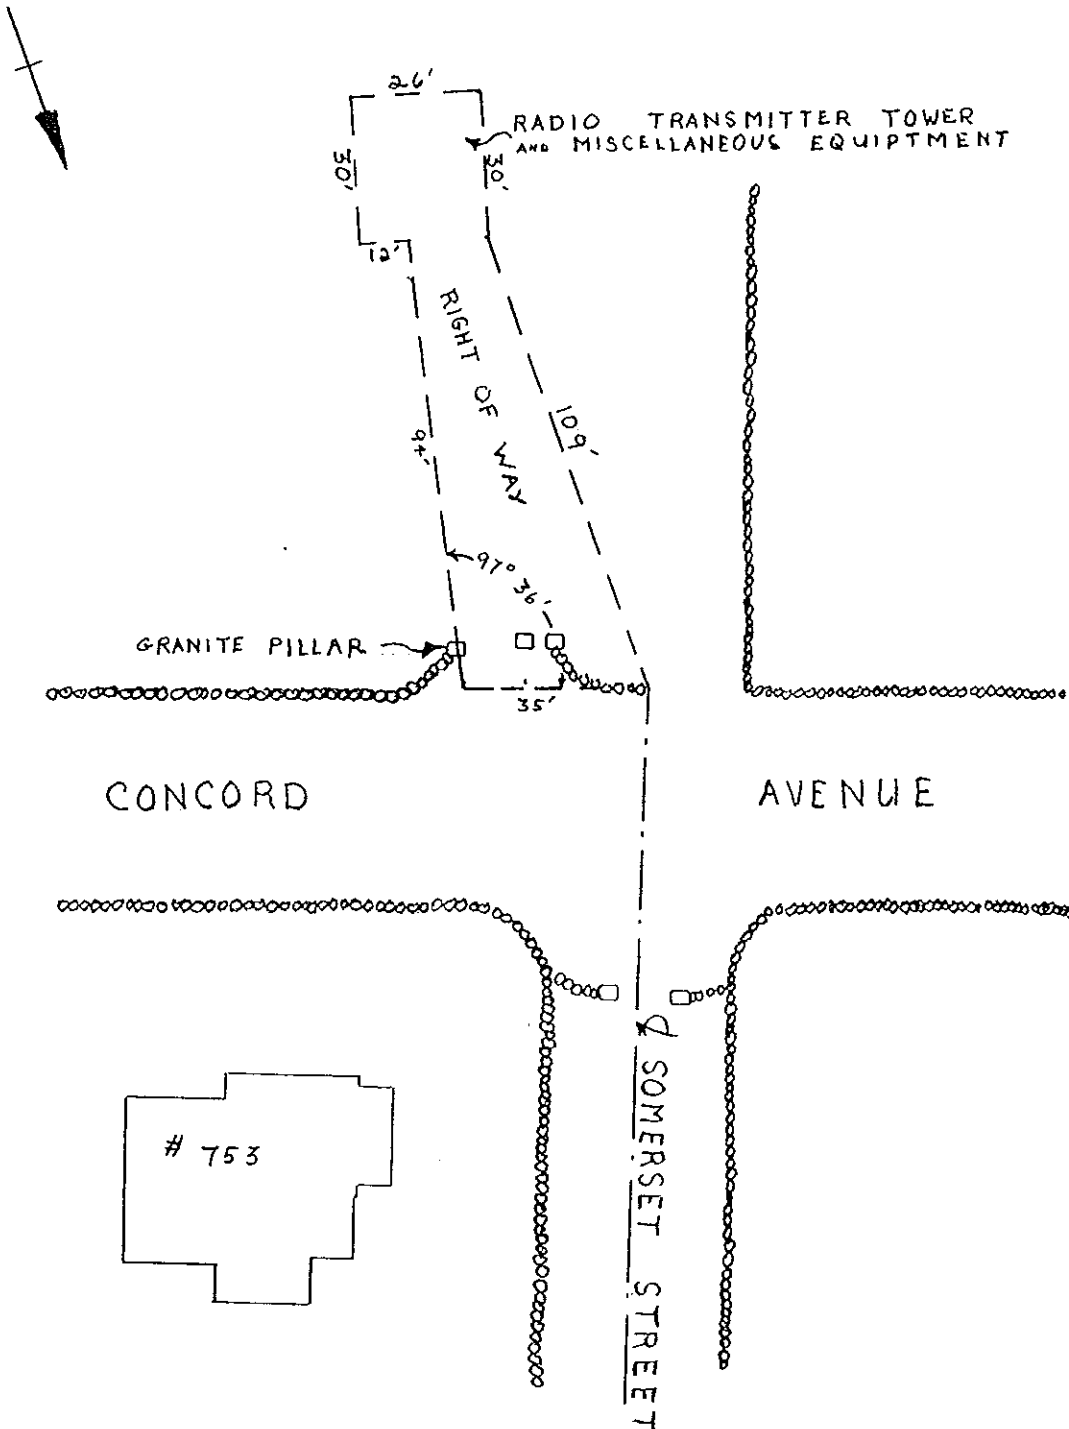 26'
RADIO TRANSMITTER TOWER
AND MISCELLANEOUS EQUIPTMENT
30'
30'
12'
RIGHT OF WAY
109'
94'
97° 36'
GRANITE PILLAR
35'
CONCORD AVENUE
℄ SOMERSET STREET
# 753